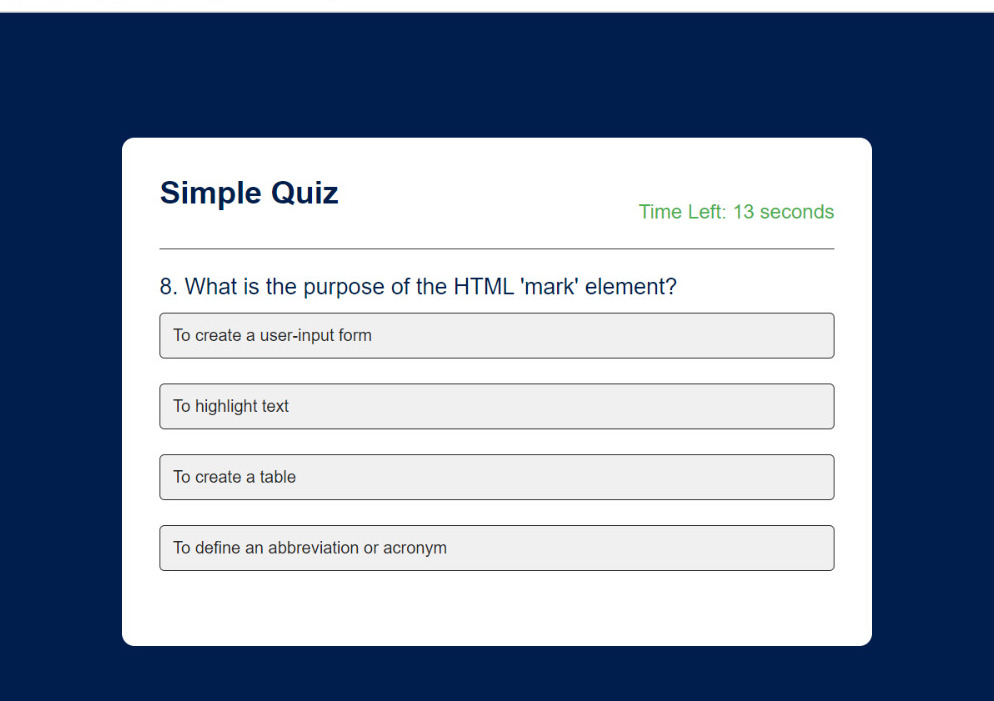 Simple Quiz
Time Left: 13 seconds
8. What is the purpose of the HTML 'mark' element?
To create a user-input form
To highlight text
To create a table
To define an abbreviation or acronym